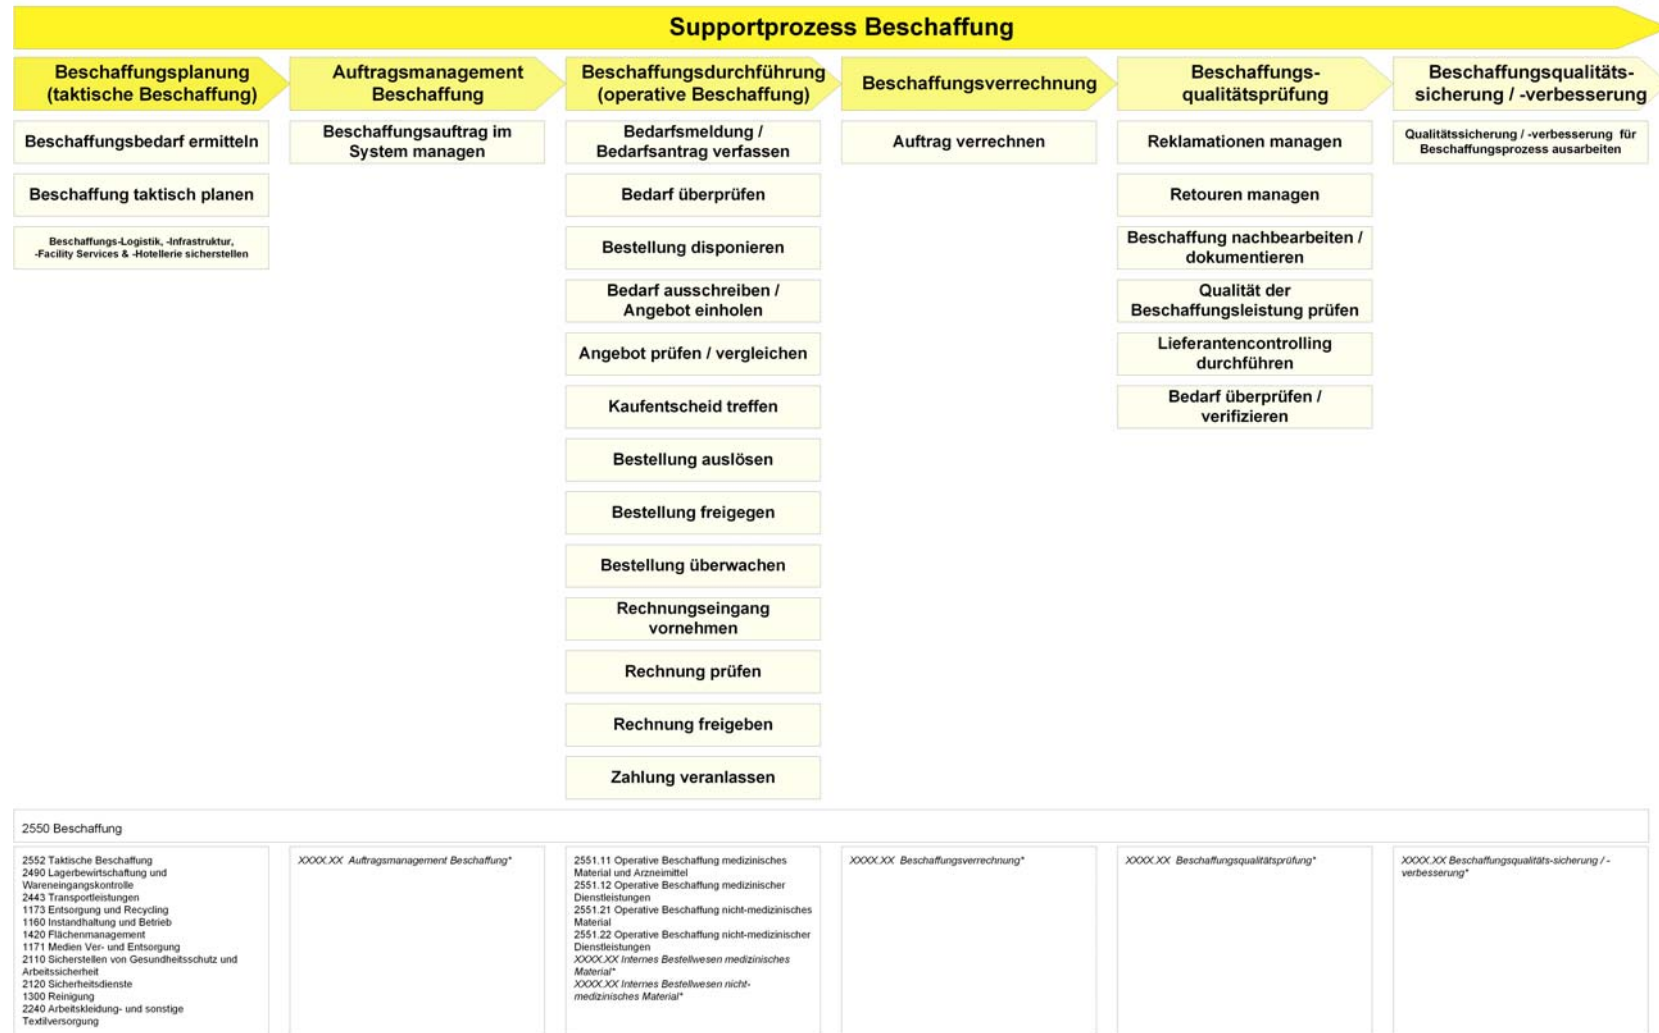 Supportprozess Beschaffung
Beschaffungsplanung
(taktische Beschaffung)
Beschaffungsbedarf ermitteln
Beschaffung taktisch planen
Beschaffungs-Logistik, -Infrastruktur,
-Facility Services & -Hotellerie sicherstellen
Auftragsmanagement
Beschaffung
Beschaffungsauftrag im
System managen
Beschaffungsdurchführung
(operative Beschaffung)
Bedarfsmeldung /
Bedarfsantrag verfassen
Bedarf überprüfen
Bestellung disponieren
Bedarf ausschreiben /
Angebot einholen
Angebot prüfen / vergleichen
Kaufentscheid treffen
Bestellung auslösen
Bestellung freigegen
Bestellung überwachen
Rechnungseingang
vornehmen
Rechnung prüfen
Rechnung freigeben
Zahlung veranlassen
Beschaffungsverrechnung
Auftrag verrechnen
Beschaffungs-
qualitätsprüfung
Reklamationen managen
Retouren managen
Beschaffung nachbearbeiten /
dokumentieren
Qualität der
Beschaffungsleistung prüfen
Lieferantencontrolling
durchführen
Bedarf überprüfen /
verifizieren
Beschaffungsqualitäts-
sicherung / -verbesserung
Qualitätssicherung / -verbesserung für
Beschaffungsprozess ausarbeiten
2550 Beschaffung
2552 Taktische Beschaffung
2490 Lagerbewirtschaftung und
Wareneingangskontrolle
2443 Transportleistungen
1173 Entsorgung und Recycling
1160 Instandhaltung und Betrieb
1420 Flächenmanagement
1171 Medien Ver- und Entsorgung
2110 Sicherstellen von Gesundheitsschutz und
Arbeitssicherheit
2120 Sicherheitsdienste
1300 Reinigung
2240 Arbeitskleidung- und sonstige
Textilversorgung
XXXX.XX Auftragsmanagement Beschaffung*
2551.11 Operative Beschaffung medizinisches
Material und Arzneimittel
2551.12 Operative Beschaffung medizinischer
Dienstleistungen
2551.21 Operative Beschaffung nicht-medizinisches
Material
2551.22 Operative Beschaffung nicht-medizinischer
Dienstleistungen
XXXX.XX Internes Bestellwesen medizinisches
Material*
XXXX.XX Internes Bestellwesen nicht-
medizinisches Material*
XXXX.XX Beschaffungsverrechnung*
XXXX.XX Beschaffungsqualitätsprüfung*
XXXX.XX Beschaffungsqualitäts-sicherung / -
verbesserung*